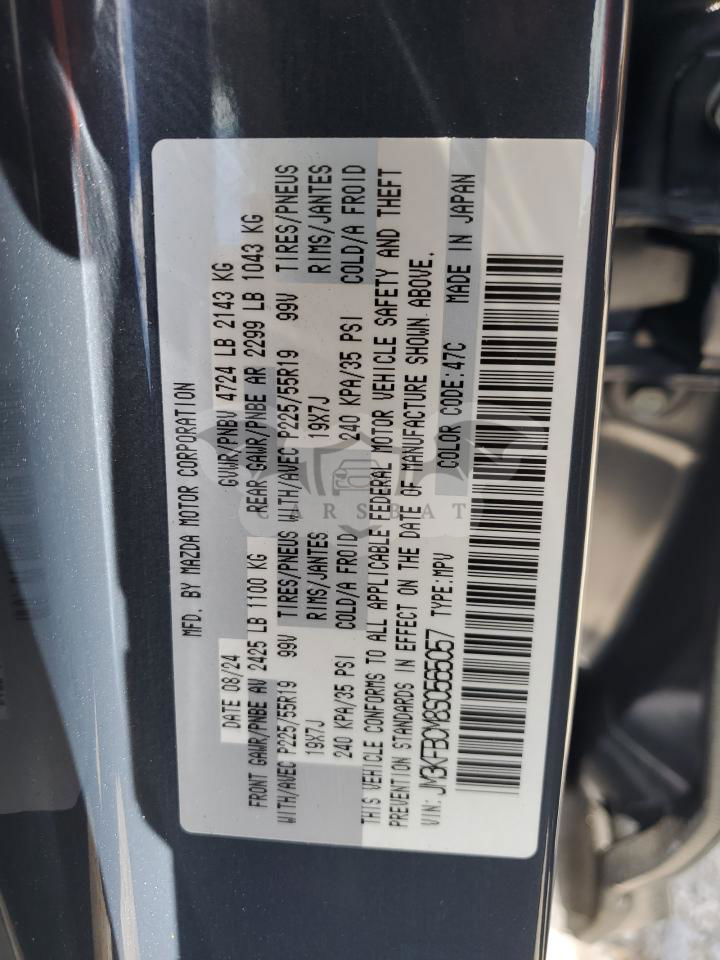 MFD. BY MAZDA MOTOR CORPORATION
DATE 08/24 GVWR/PNBV 4724 LB 2143 KG
FRONT GAWR/PNBE AV 2425 LB 1100 KG REAR GAWR/PNBE AR 2299 LB 1043 KG
WITH/AVEC P225/55R19 99V TIRES/PNEUS WITH/AVEC P225/55R19 99V TIRES/PNEUS
19X7J RIMS/JANTES 19X7J RIMS/JANTES
240 KPA/35 PSI COLD/A FROID 240 KPA/35 PSI COLD/A FROID
THIS VEHICLE CONFORMS TO ALL APPLICABLE FEDERAL MOTOR VEHICLE SAFETY AND THEFT
PREVENTION STANDARDS IN EFFECT ON THE DATE OF MANUFACTURE SHOWN ABOVE.
VIN: JM3KFBCM8S0565057 TYPE:MPV COLOR CODE:47C MADE IN JAPAN
CARSBAT